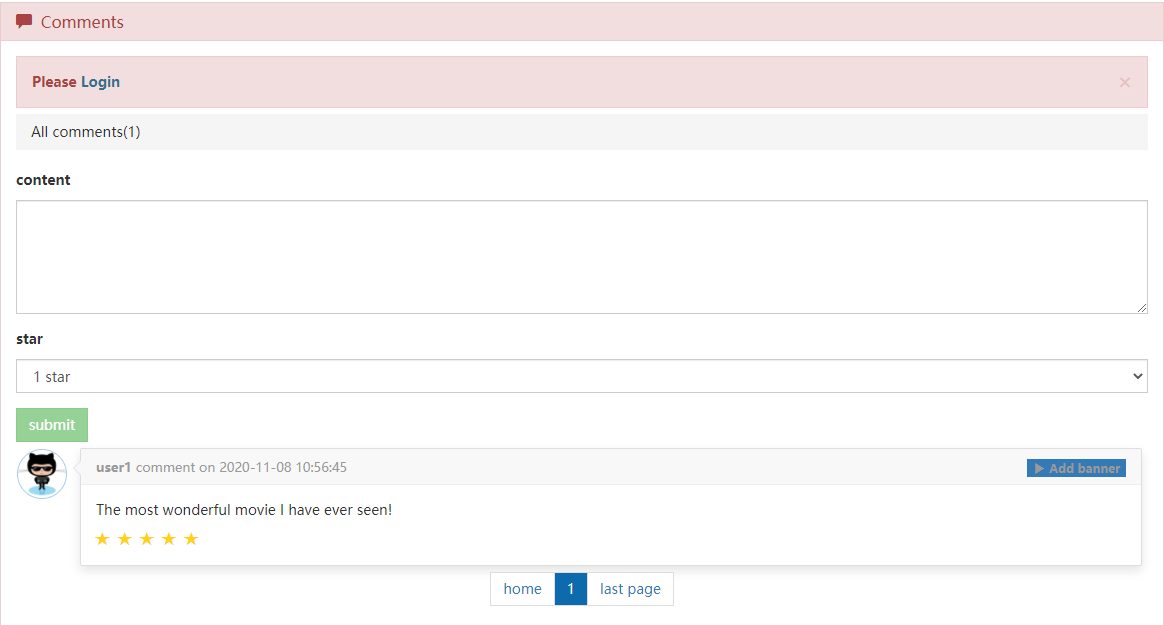 Comments
Please Login
×
All comments(1)
content
star
1 star
submit
user1 comment on 2020-11-08 10:56:45
Add banner
The most wonderful movie I have ever seen!
home 1 last page